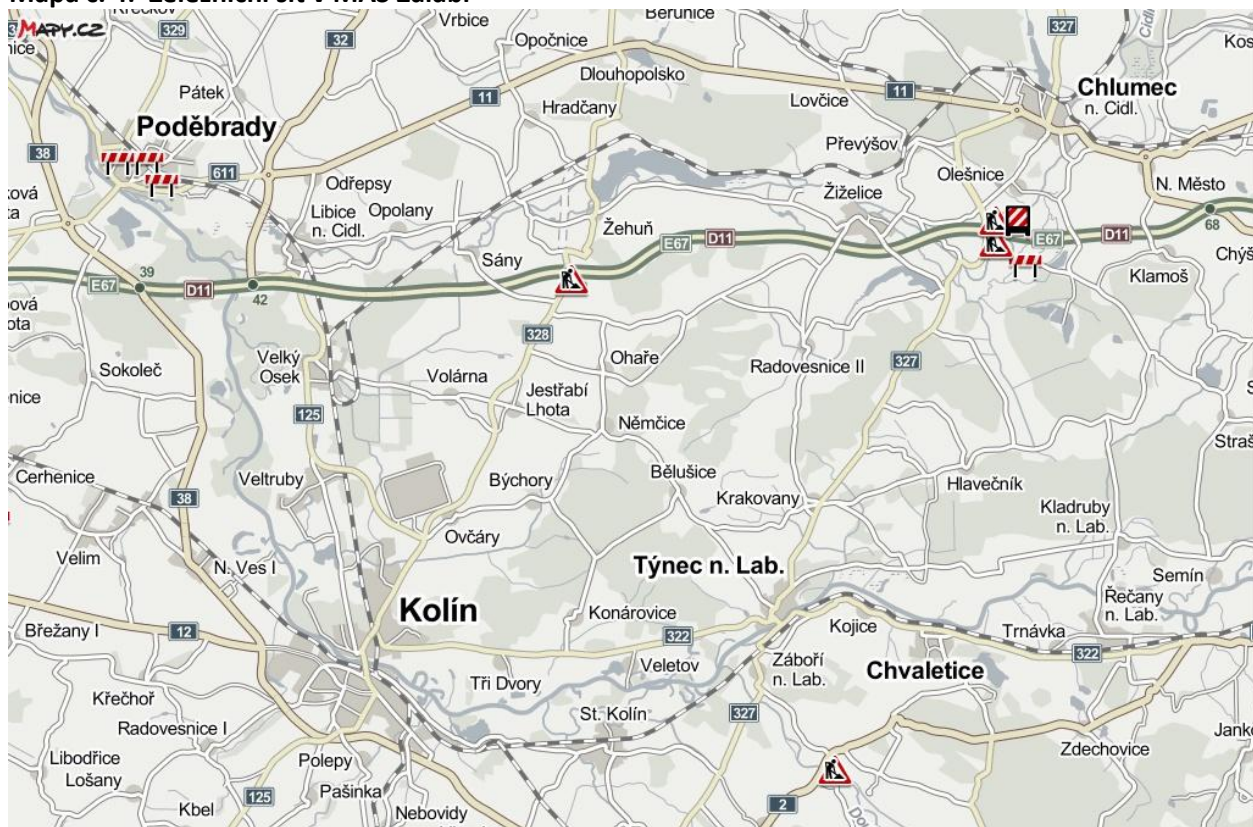 Mapy.cz
329
32
Vrbice
Opočnice
327
Kos
Pátek
Dlouhopolsko
11
Hradčany
Lovčice
11
Chlumec
n. Cidl.
Poděbrady
38
611
Převýšov
Odřepsy
Olešnice
Libice
n. Cidl.
Opolany
Žiželice
N. Město
Žehuň
68
39
E67
D11
E67
D11
Sány
E67
D11
42
Klamoš
328
Velký
Osek
Ohaře
Radovesnice II
327
Sokoleč
Volárna
Jestřabí
Lhota
125
Němčice
Cerhenice
Veltruby
38
Býchory
Bělušice
Krakovany
Hlavečník
Kladruby
n. Lab.
Ovčáry
Velim
N. Ves I
Týnec n. Lab.
Semín
Řečany
n. Lab.
Kolín
Konárovice
Břežany I
12
322
Kojice
Trnávka
322
Veletov
Záboří
n. Lab.
Chvaletice
Tři Dvory
Křečhoř
St. Kolín
327
Radovesnice I
Libodřice
Polepy
Zdechovice
Lošany
Pašinka
Kbel
125
Nebovidy
2